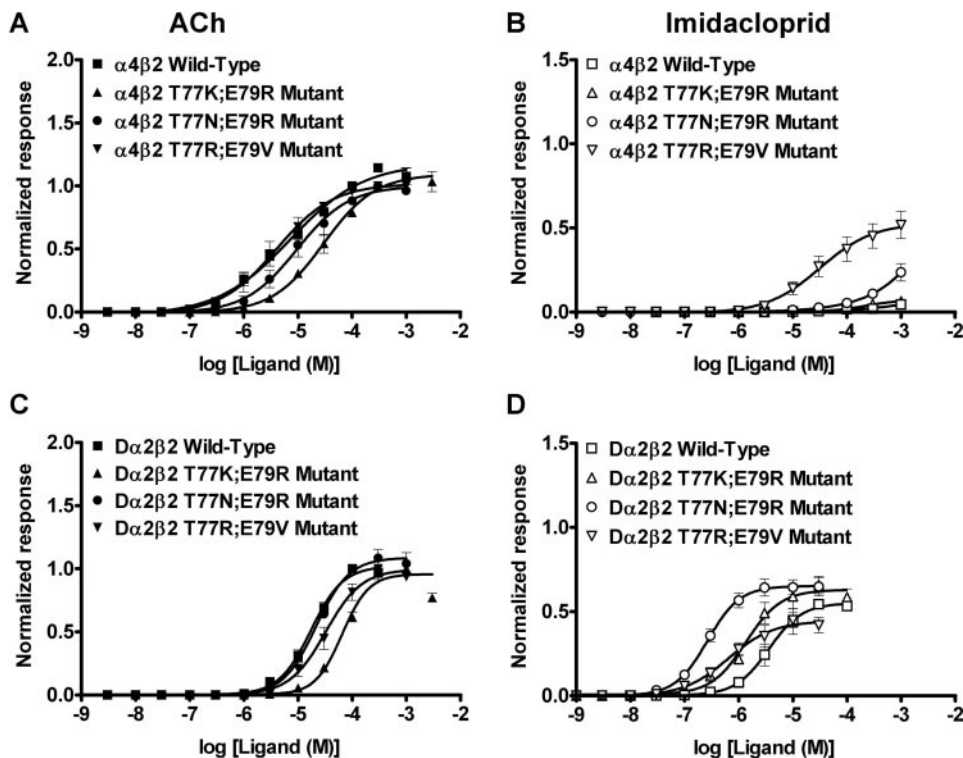 A
ACh
B
Imidacloprid
2.0
1.5
1.0
0.5
0.0
Normalized response
α4β2 Wild-Type
α4β2 T77K;E79R Mutant
α4β2 T77N;E79R Mutant
α4β2 T77R;E79V Mutant
-9 -8 -7 -6 -5 -4 -3 -2
log [Ligand (M)]
1.5
1.0
0.5
0.0
Normalized response
α4β2 Wild-Type
α4β2 T77K;E79R Mutant
α4β2 T77N;E79R Mutant
α4β2 T77R;E79V Mutant
-9 -8 -7 -6 -5 -4 -3 -2
log [Ligand (M)]
C
2.0
1.5
1.0
0.5
0.0
Normalized response
Dα2β2 Wild-Type
Dα2β2 T77K;E79R Mutant
Dα2β2 T77N;E79R Mutant
Dα2β2 T77R;E79V Mutant
-9 -8 -7 -6 -5 -4 -3 -2
log [Ligand (M)]
D
1.5
1.0
0.5
0.0
Normalized response
Dα2β2 Wild-Type
Dα2β2 T77K;E79R Mutant
Dα2β2 T77N;E79R Mutant
Dα2β2 T77R;E79V Mutant
-9 -8 -7 -6 -5 -4 -3 -2
log [Ligand (M)]